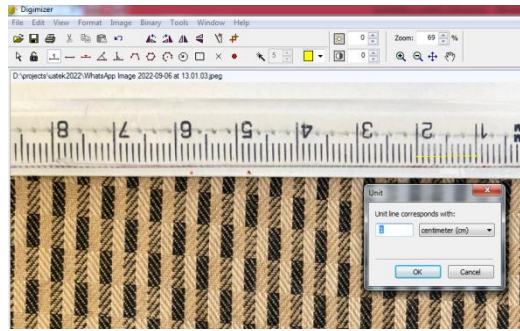 Digimizer
File Edit View Format Image Binary Tools Window Help
5 0 0 Zoom: 69 %
D:\projects\ustek2022\WhatsApp Image 2022-09-06 at 13.01.03.jpeg
8 7 6 5 4 3 2 1
Unit
Unit line corresponds with:
1 centimeter (cm)
OK Cancel